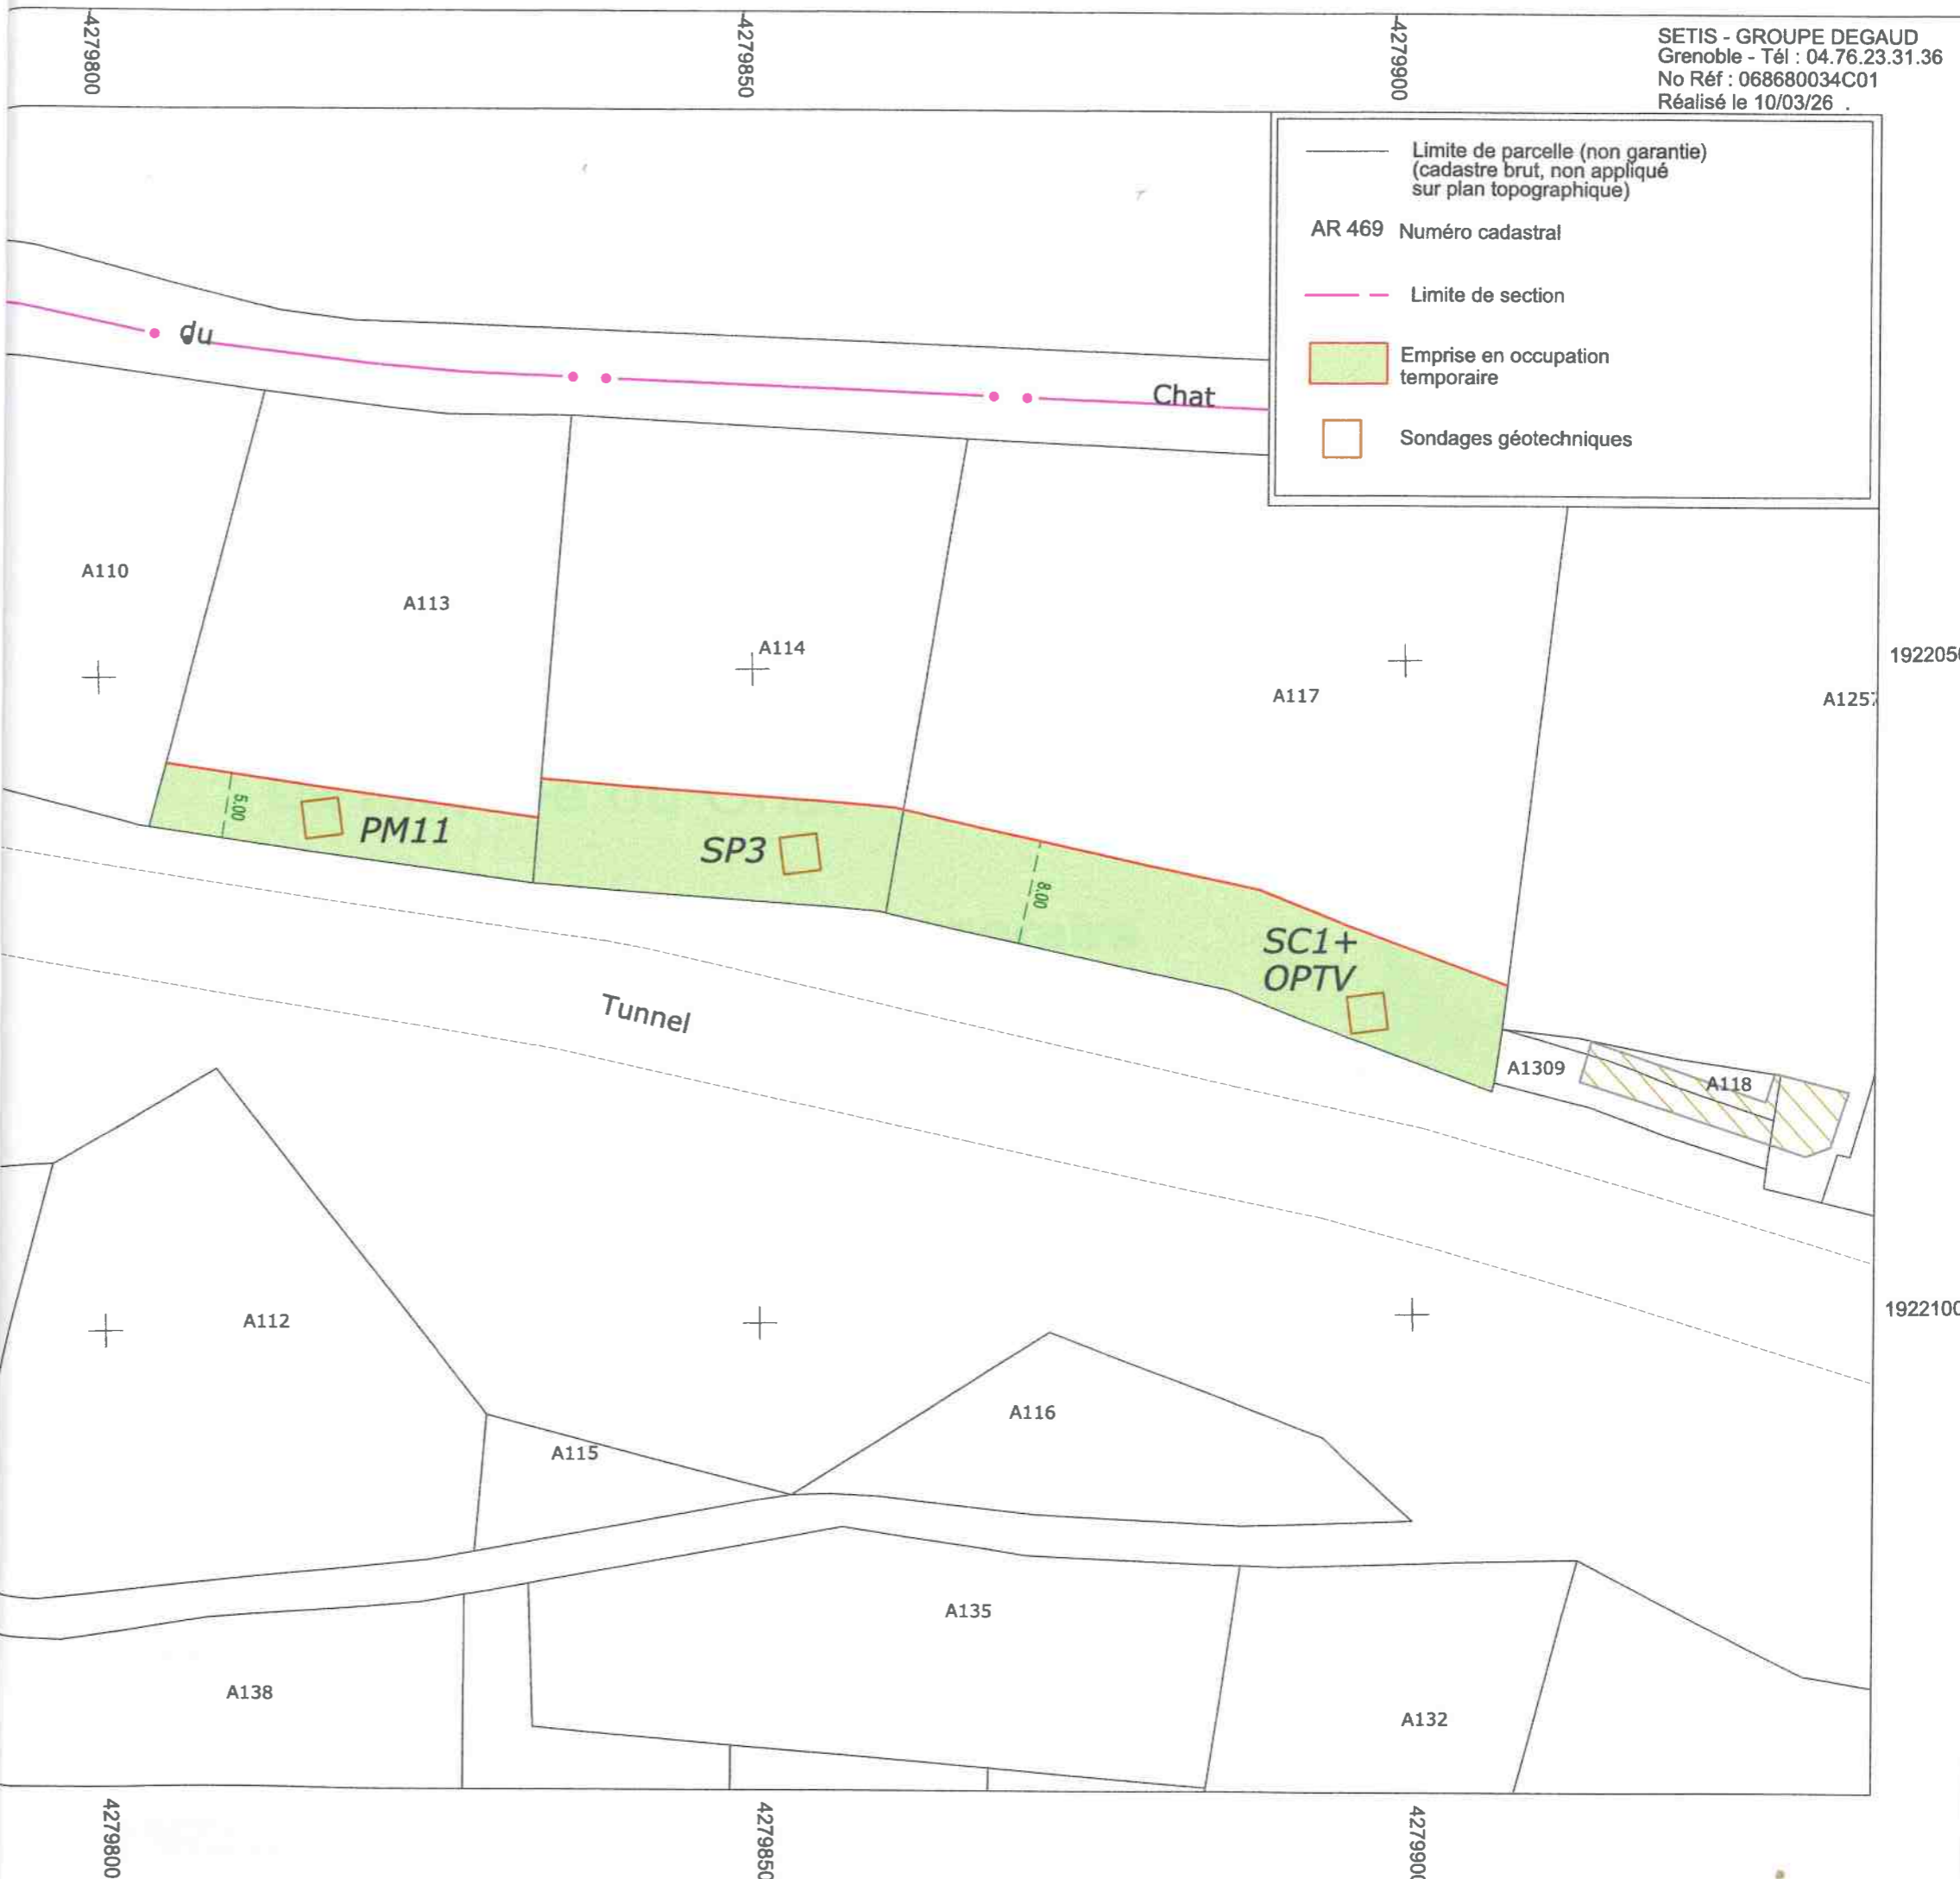 4279800
4279850
4279900
SETIS - GROUPE DEGAUD
Grenoble - Tél : 04.76.23.31.36
No Réf : 068680034C01
Réalisé le 10/03/26 .
Limite de parcelle (non garantie)
(cadastre brut, non appliqué
sur plan topographique)
AR 469 Numéro cadastral
Limite de section
Emprise en occupation
temporaire
Sondages géotechniques
du
Chat
A110
A113
A114
A117
A1257
192205
5.00
PM11
SP3
8.00
SC1+
OPTV
Tunnel
A1309
A118
A112
A116
A115
1922100
A135
A138
A132
4279800
4279850
4279900